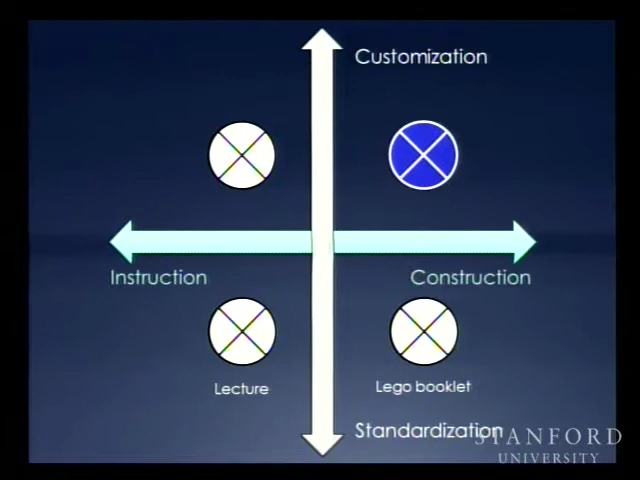 Customization
Instruction
Construction
Lecture
Lego booklet
Standardization
STANFORD
UNIVERSITY